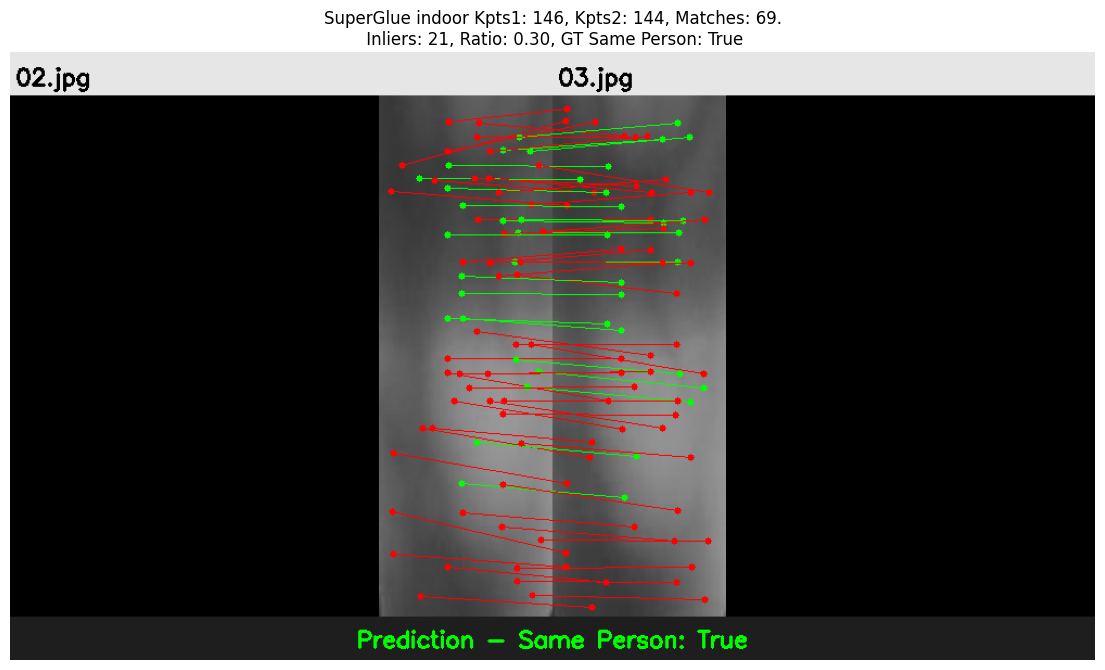 SuperGlue indoor Kpts1: 146, Kpts2: 144, Matches: 69.
Inliers: 21, Ratio: 0.30, GT Same Person: True
02.jpg
03.jpg
Prediction - Same Person: True